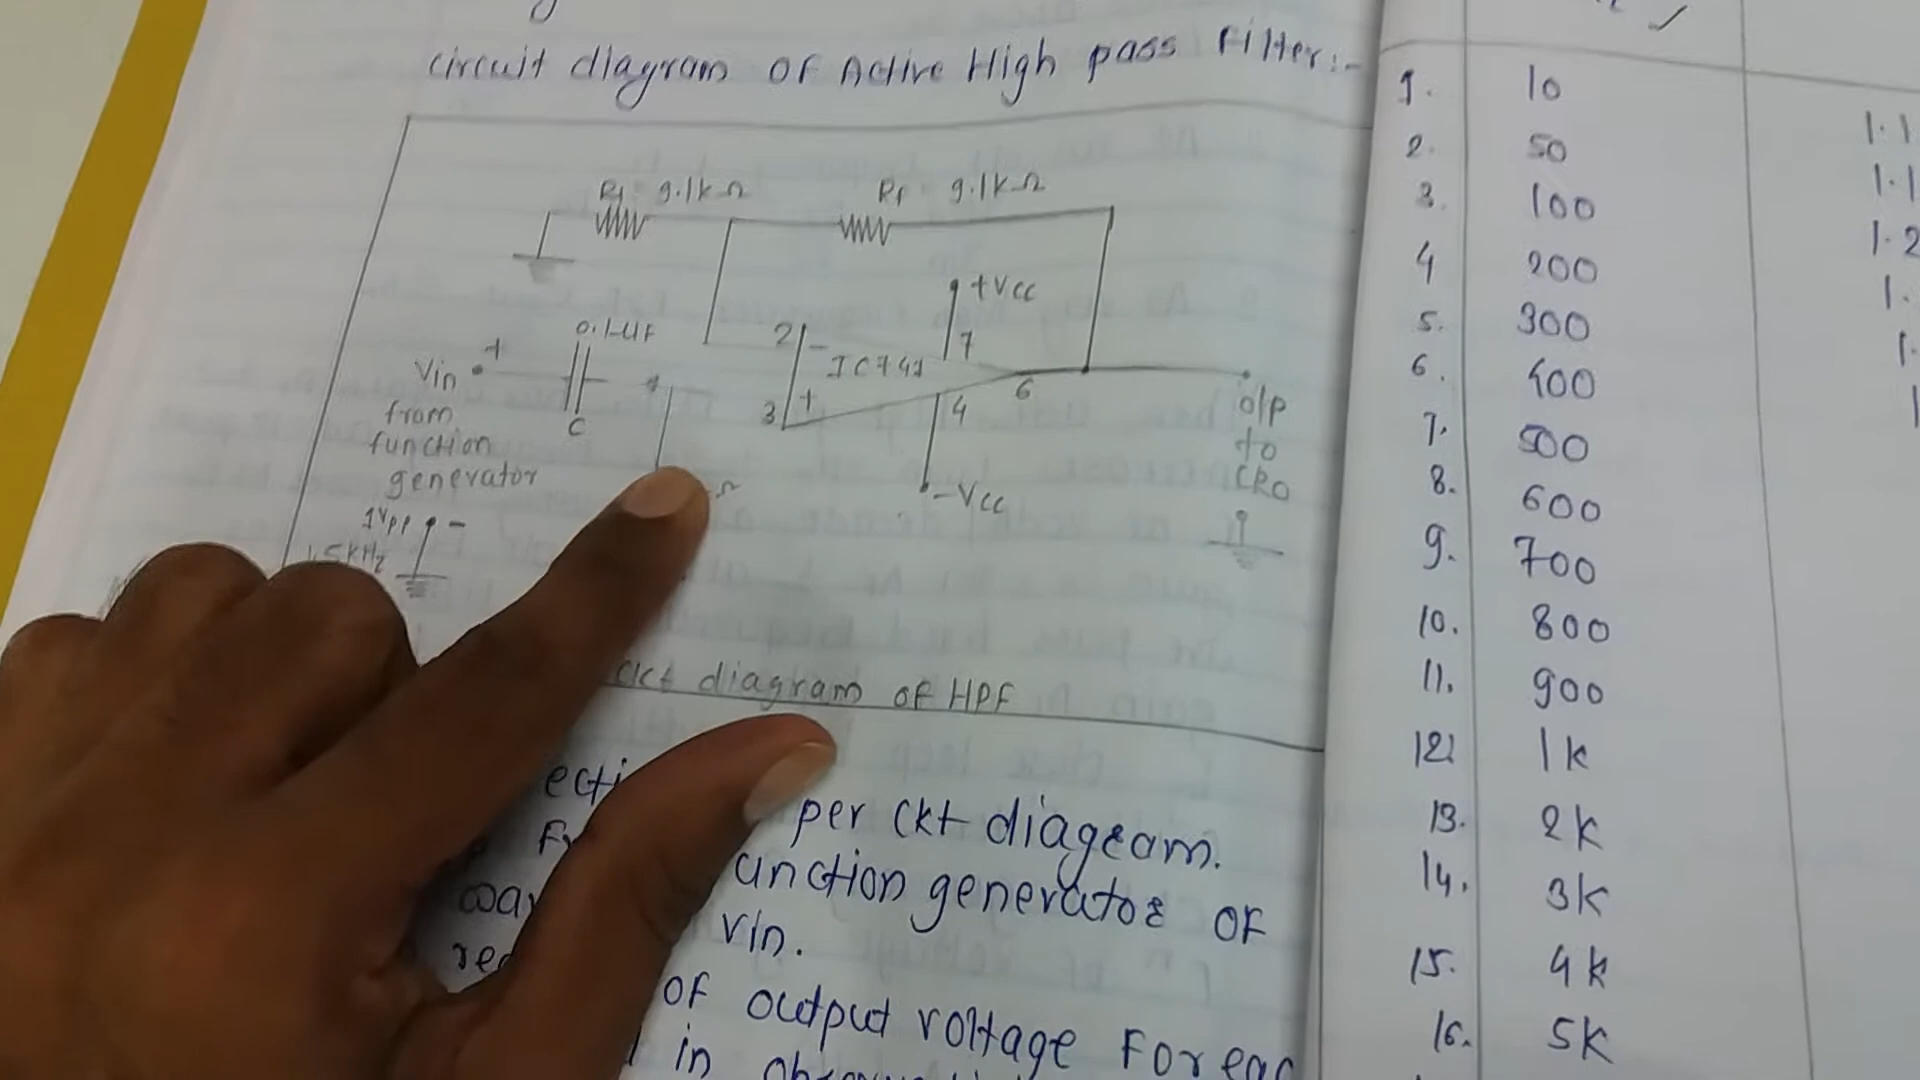 circuit diagram of Active High pass Filter:-
R1 9.1kΩ
Rf 9.1kΩ
+Vcc
7
0.1uF
2
-
IC741
Vin
+
C
3
+
4
6
o/p
to
CRO
from
function
generator
1Vpp
-
-Vcc
Ω
5kHz
ckt diagram of HPF
per ckt diagram.
unction generator of
vin.
of output voltage For eac
in
1. 10 1.1
2. 50 1.1
3. 100 1.2
4 200 1.
5. 300 1.
6. 400 1
7. 500
8. 600
9. 700
10. 800
11. 900
12. 1k
13. 2k
14. 3k
15. 4k
16. 5k